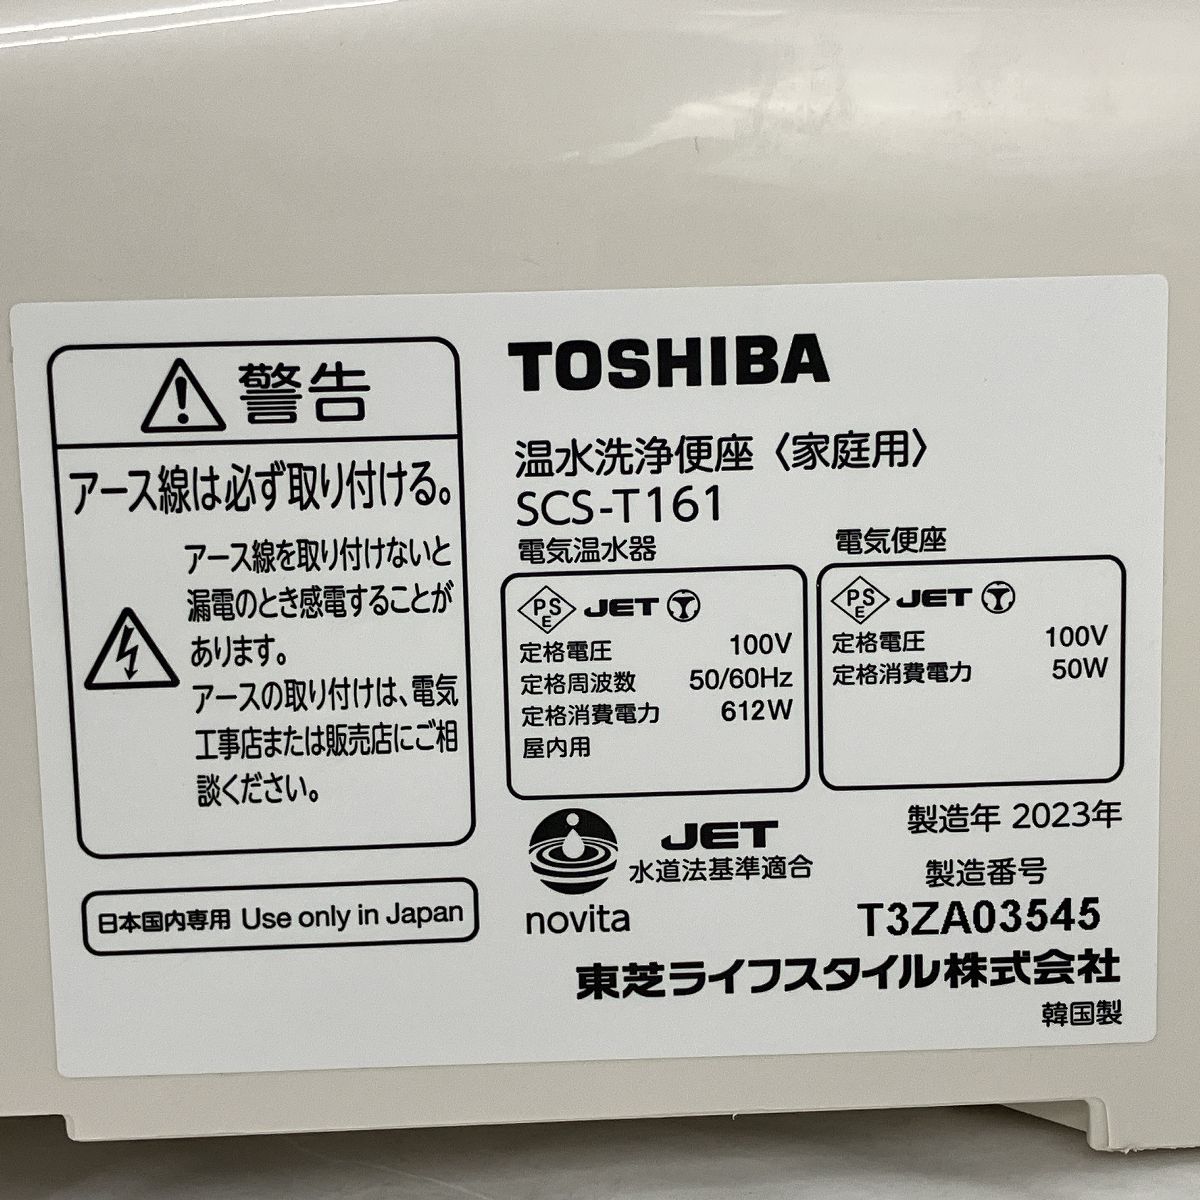 警告
アース線は必ず取り付ける。
アース線を取り付けないと
漏電のとき感電することが
あります。
アースの取り付けは、電気
工事店または販売店にご相
談ください。
日本国内専用 Use only in Japan
TOSHIBA
温水洗浄便座〈家庭用〉
SCS-T161
電気温水器
PSE JET
定格電圧 100V
定格周波数 50/60Hz
定格消費電力 612W
屋内用
電気便座
PSE JET
定格電圧 100V
定格消費電力 50W
JET
水道法基準適合
novita
製造年 2023年
製造番号
T3ZA03545
東芝ライフスタイル株式会社
韓国製